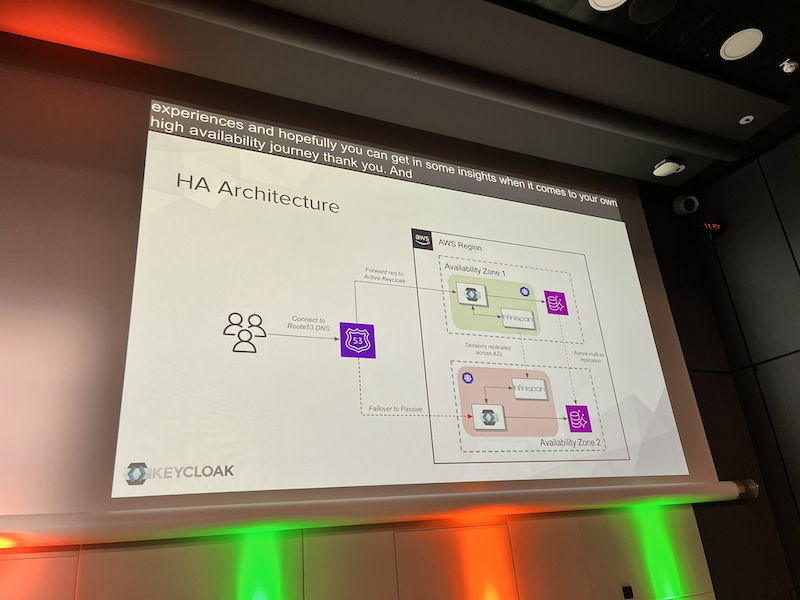 experiences and hopefully you can get in some insights when it comes to your own
high availability journey thank you. And
HA Architecture
aws
AWS Region
Availability Zone 1
Forward req to
Active Keycloak
infinispan
Connect to
Route53 DNS
53
Sessions replicated
across AZs
Aurora multi-az
replication
infinispan
Failover to Passive
Availability Zone 2
KEYCLOAK
11:57